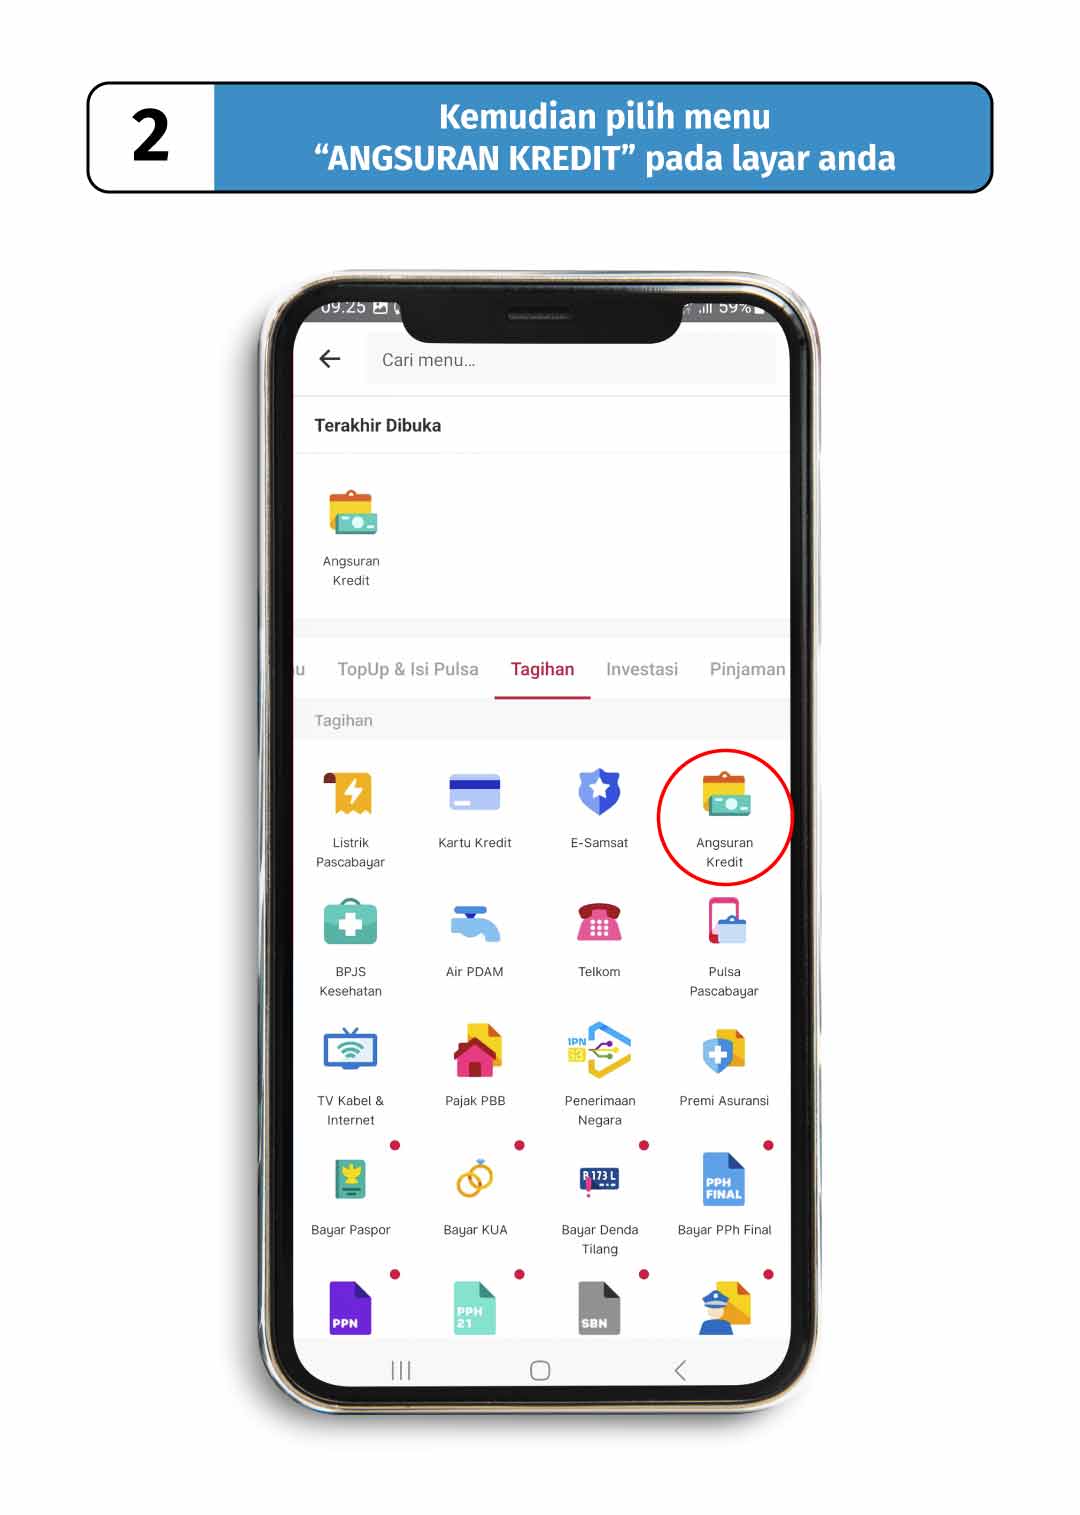 2
Kemudian pilih menu
“ANGSURAN KREDIT” pada layar anda
09.25
59%
Cari menu...
Terakhir Dibuka
Angsuran
Kredit
TopUp & Isi Pulsa
Tagihan
Investasi
Pinjaman
Tagihan
Listrik
Pascabayar
Kartu Kredit
E-Samsat
Angsuran
Kredit
BPJS
Kesehatan
Air PDAM
Telkom
Pulsa
Pascabayar
TV Kabel &
Internet
Pajak PBB
Penerimaan
Negara
Premi Asuransi
Bayar Paspor
Bayar KUA
Bayar Denda
Tilang
PPH
FINAL
Bayar PPh Final
PPN
PPH
21
SBN